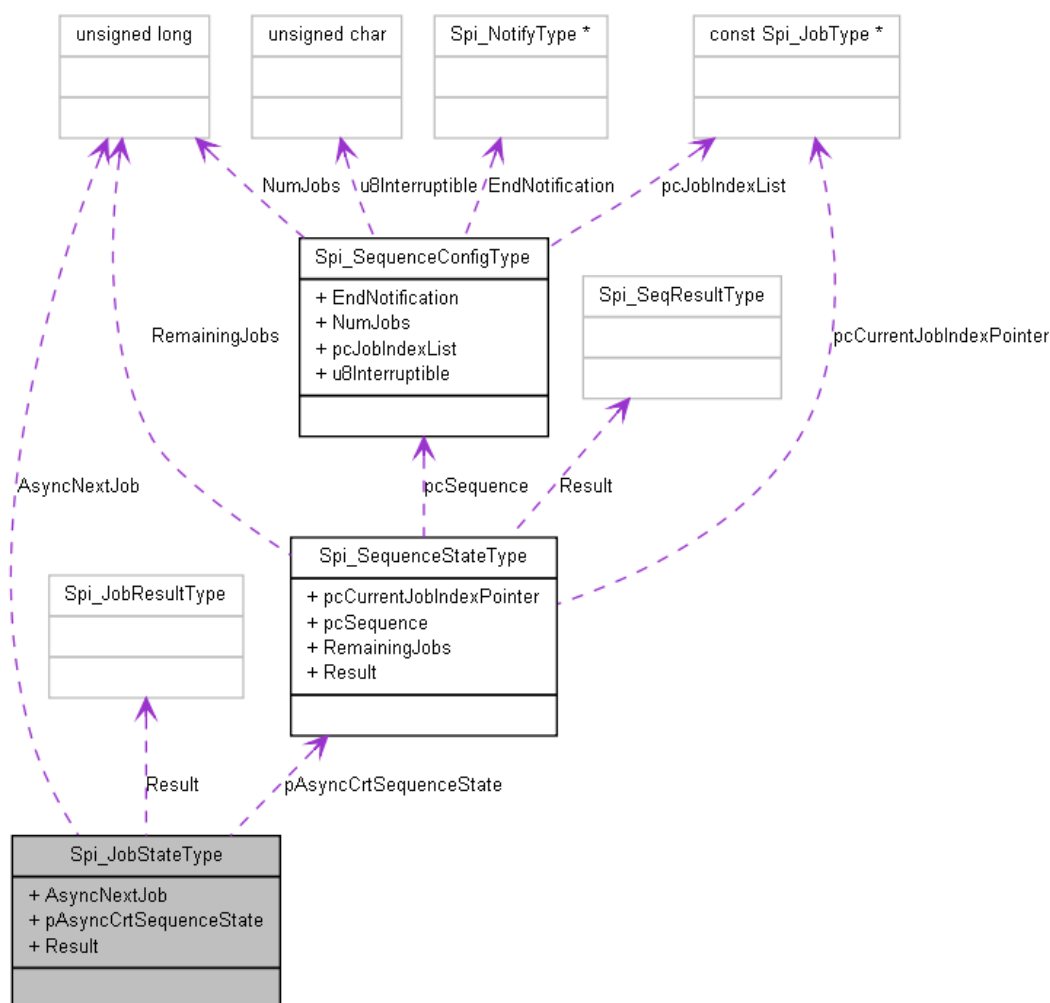 unsigned long
unsigned char
Spi_NotifyType *
const Spi_JobType *
NumJobs
u8Interruptible
EndNotification
pcJobIndexList
Spi_SequenceConfigType
+ EndNotification
+ NumJobs
+ pcJobIndexList
+ u8Interruptible
Spi_SeqResultType
RemainingJobs
pcCurrentJobIndexPointer
AsyncNextJob
pcSequence
Result
Spi_SequenceStateType
+ pcCurrentJobIndexPointer
+ pcSequence
+ RemainingJobs
+ Result
Spi_JobResultType
Result
pAsyncCrtSequenceState
Spi_JobStateType
+ AsyncNextJob
+ pAsyncCrtSequenceState
+ Result